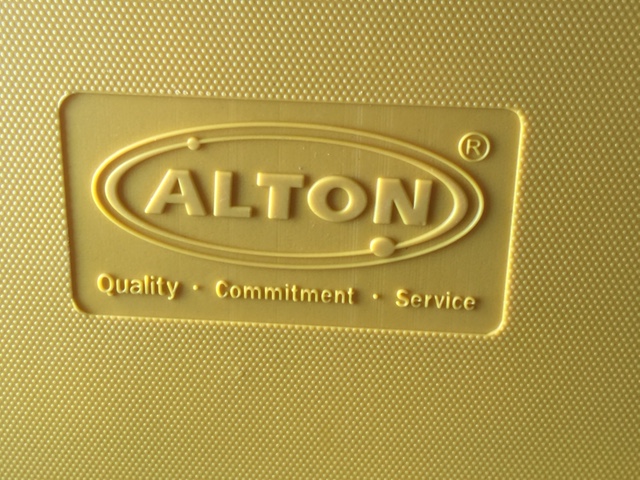 ALTON ®
Quality · Commitment · Service